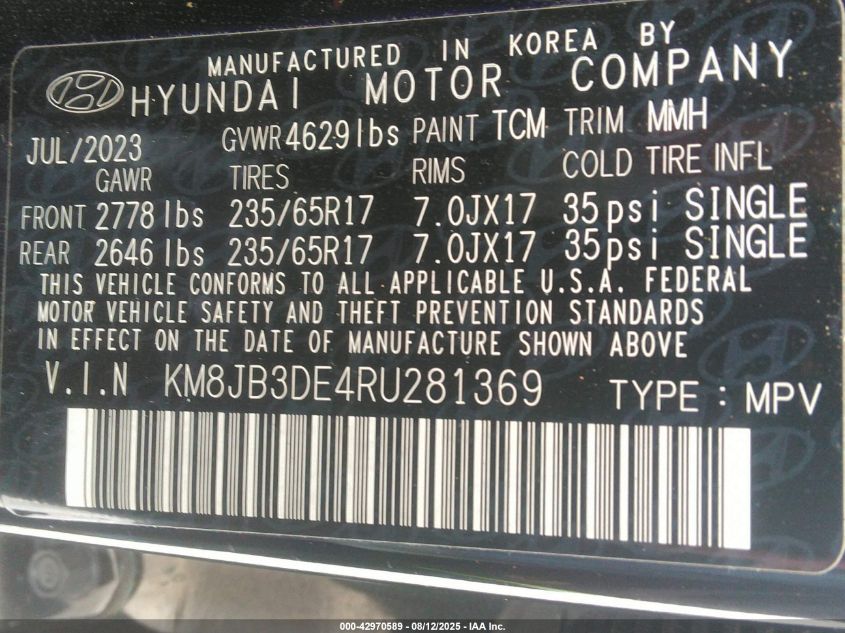 MANUFACTURED IN KOREA BY
HYUNDAI MOTOR COMPANY
JUL/2023 GVWR 4629 lbs PAINT TCM TRIM MMH
GAWR TIRES RIMS COLD TIRE INFL
FRONT 2778 lbs 235/65R17 7.0JX17 35psi SINGLE
REAR 2646 lbs 235/65R17 7.0JX17 35psi SINGLE
THIS VEHICLE CONFORMS TO ALL APPLICABLE U.S.A. FEDERAL
MOTOR VEHICLE SAFETY AND THEFT PREVENTION STANDARDS
IN EFFECT ON THE DATE OF MANUFACTURE SHOWN ABOVE
V.I.N KM8JB3DE4RU281369 TYPE : MPV
000-42970589 - 08/12/2025 - IAA Inc.